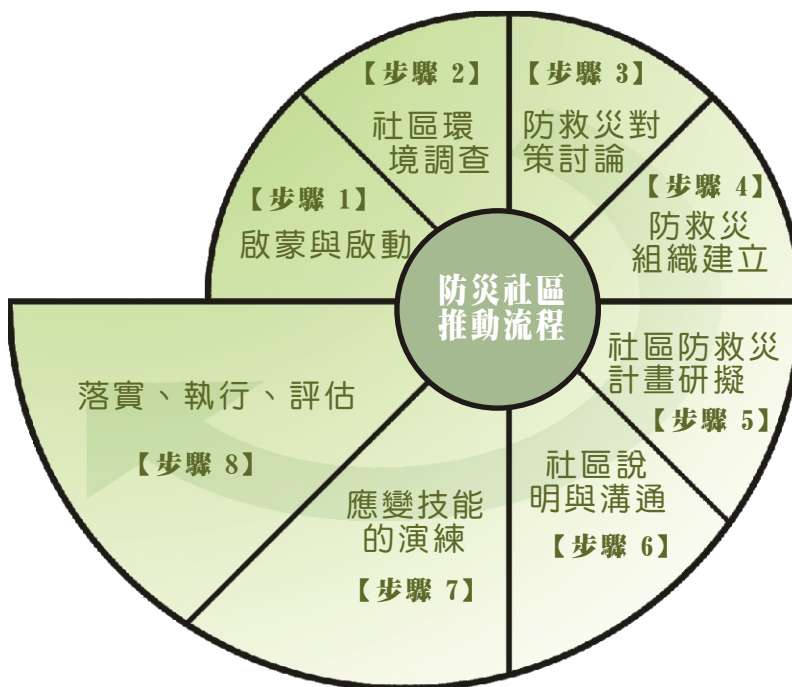 防災社區
推動流程
【步驟 1】
啟蒙與啟動
【步驟 2】
社區環
境調查
【步驟 3】
防救災對
策討論
【步驟 4】
防救災
組織建立
社區防救災
計畫研擬
【步驟 5】
社區說
明與溝通
【步驟 6】
應變技能
的演練
【步驟 7】
落實、執行、評估
【步驟 8】